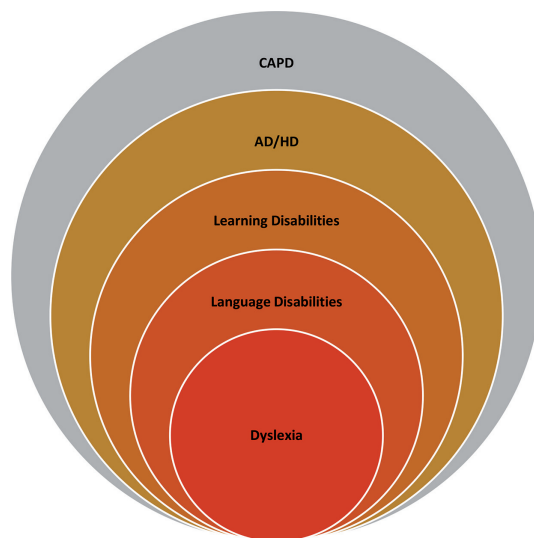 CAPD
AD/HD
Learning Disabilities
Language Disabilities
Dyslexia